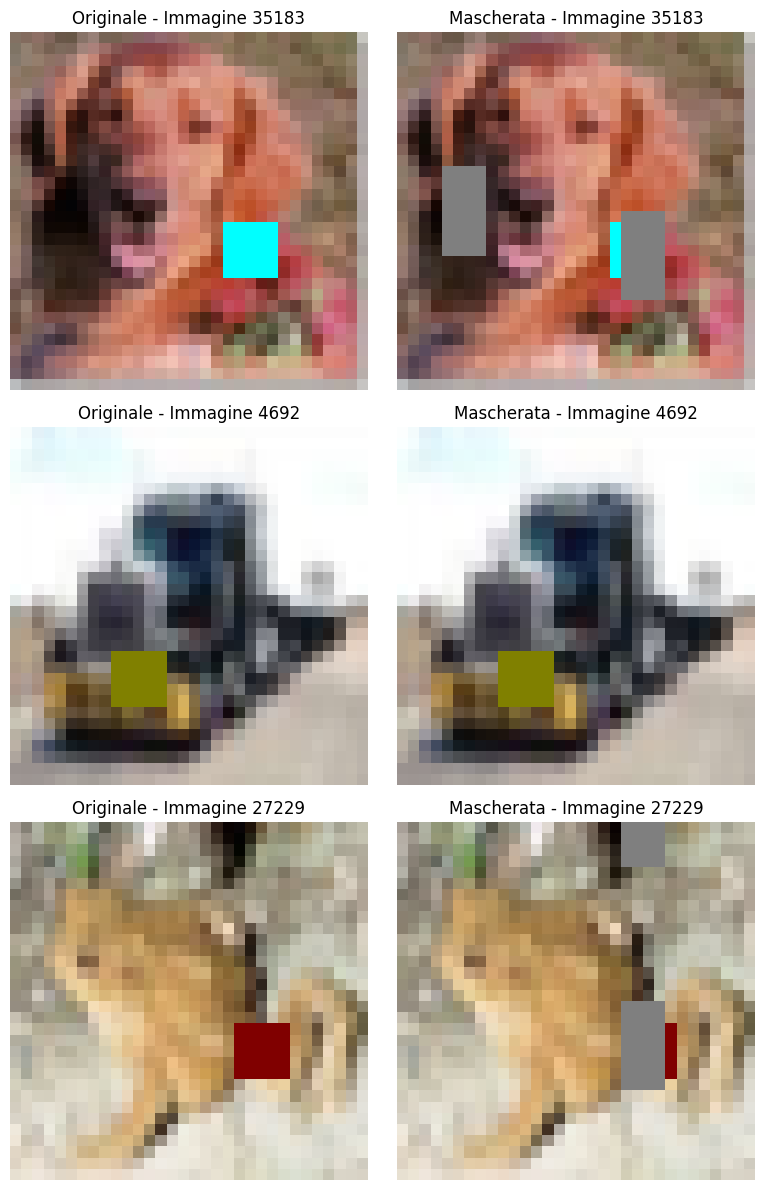 Originale - Immagine 35183
Mascherata - Immagine 35183
Originale - Immagine 4692
Mascherata - Immagine 4692
Originale - Immagine 27229
Mascherata - Immagine 27229